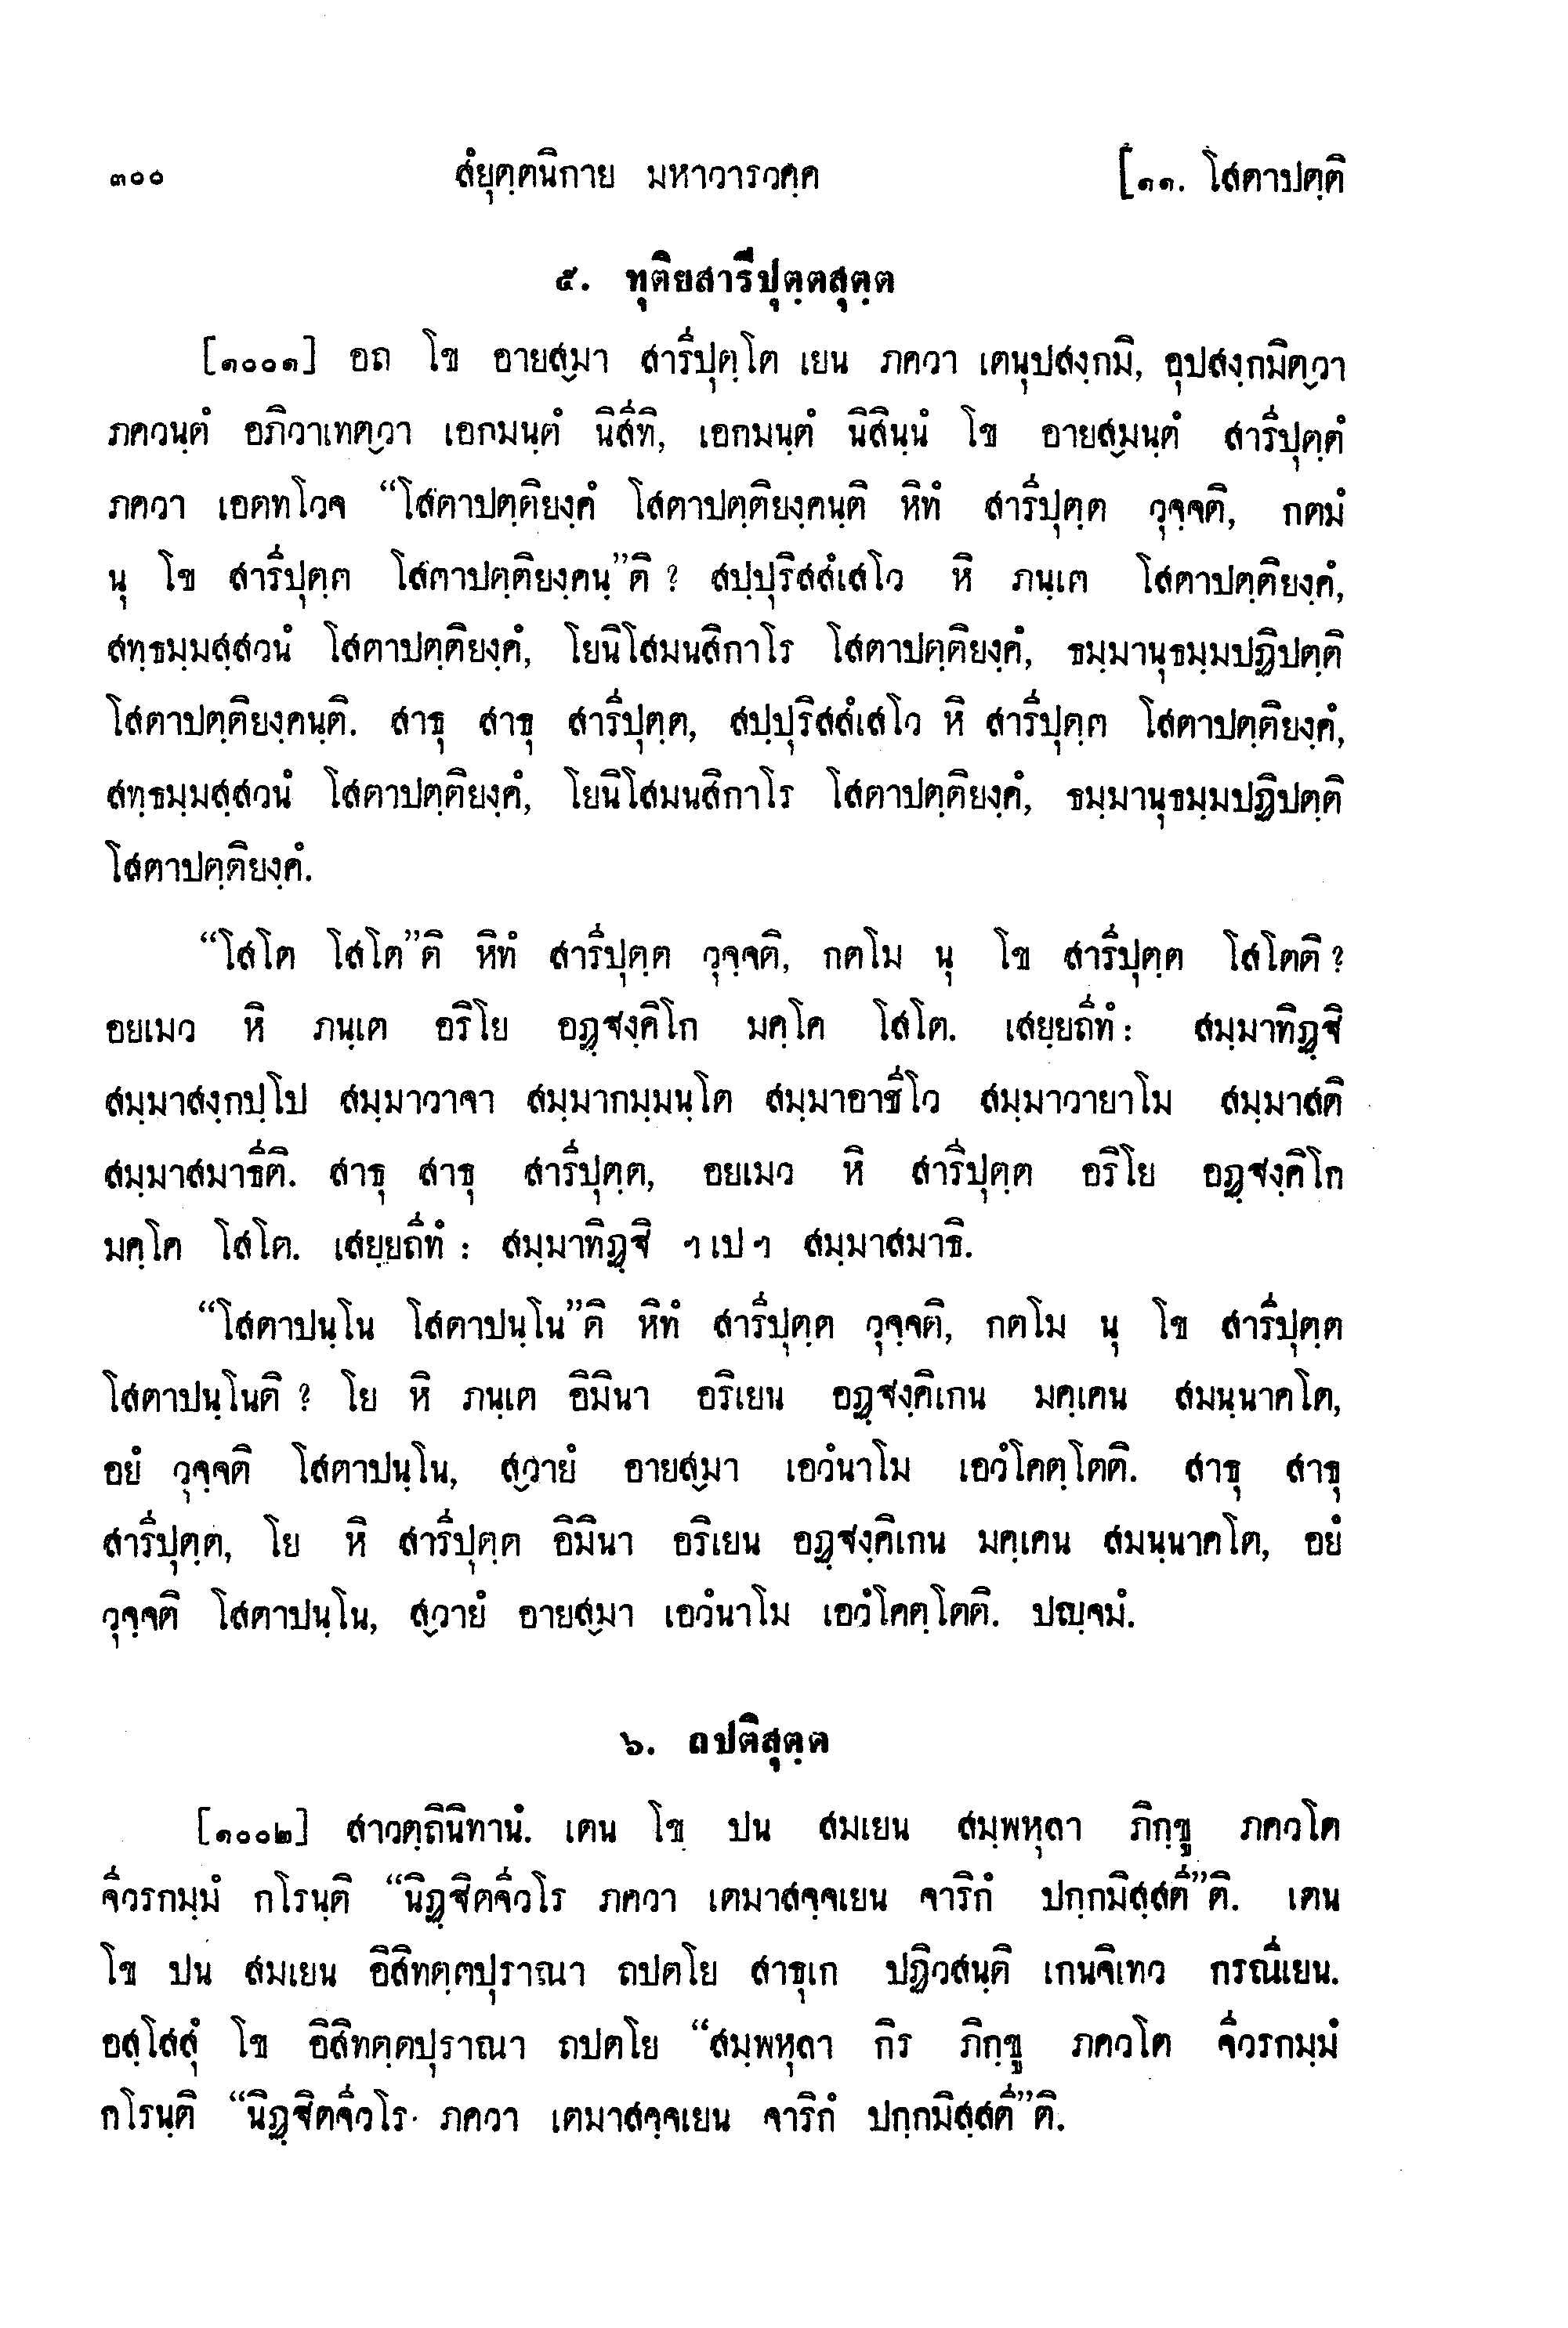 ๓๐๐ สํยุตฺตนิกาย มหาวารวคฺค [๑๑. โสตาปตฺติ
๕. ทุติยสารีปุตฺตสุตฺต
[๑๐๐๑] อถ โข อายสฺมา สารีปุตฺโต เยน ภควา เตนุปสงฺกมิ, อุปสงฺกมิตฺวา
ภควนฺตํ อภิวาเทตฺวา เอกมนฺตํ นิสีทิ, เอกมนฺตํ นิสินฺนํ โข อายสฺมนฺตํ สารีปุตฺตํ
ภควา เอตทโวจ “โสตาปตฺติยงฺคํ โสตาปตฺติยงฺคนฺติ หิทํ สารีปุตฺต วุจฺจติ, กตมํ
นุ โข สารีปุตฺต โสตาปตฺติยงฺคนฺ”ติ ? สปฺปุริสสํเสโว หิ ภนฺเต โสตาปตฺติยงฺคํ,
สทฺธมฺมสฺสวนํ โสตาปตฺติยงฺคํ, โยนิโสมนสิกาโร โสตาปตฺติยงฺคํ, ธมฺมานุธมฺมปฏิปตฺติ
โสตาปตฺติยงฺคนฺติ. สาธุ สาธุ สารีปุตฺต, สปฺปุริสสํเสโว หิ สารีปุตฺต โสตาปตฺติยงฺคํ,
สทฺธมฺมสฺสวนํ โสตาปตฺติยงฺคํ, โยนิโสมนสิกาโร โสตาปตฺติยงฺคํ, ธมฺมานุธมฺมปฏิปตฺติ
โสตาปตฺติยงฺคํ.
“โสโต โสโต”ติ หิทํ สารีปุตฺต วุจฺจติ, กตโม นุ โข สารีปุตฺต โสโตติ ?
อยเมว หิ ภนฺเต อริโย อฏฺฐงฺคิโก มคฺโค โสโต. เสยฺยถีทํ : สมฺมาทิฏฺฐิ
สมฺมาสงฺกปฺโป สมฺมาวาจา สมฺมากมฺมนฺโต สมฺมาอาชีโว สมฺมาวายาโม สมฺมาสติ
สมฺมาสมาธีติ. สาธุ สาธุ สารีปุตฺต, อยเมว หิ สารีปุตฺต อริโย อฏฺฐงฺคิโก
มคฺโค โสโต. เสยฺยถีทํ : สมฺมาทิฏฺฐิ ฯ เป ฯ สมฺมาสมาธิ.
“โสตาปนฺโน โสตาปนฺโน”ติ หิทํ สารีปุตฺต วุจฺจติ, กตโม นุ โข สารีปุตฺต
โสตาปนฺโนติ ? โย หิ ภนฺเต อิมินา อริเยน อฏฺฐงฺคิเกน มคฺเคน สมนฺนาคโต,
อยํ วุจฺจติ โสตาปนฺโน, สฺวายํ อายสฺมา เอวํนาโม เอวํโคตฺโตติ. สาธุ สาธุ
สารีปุตฺต, โย หิ สารีปุตฺต อิมินา อริเยน อฏฺฐงฺคิเกน มคฺเคน สมนฺนาคโต, อยํ
วุจฺจติ โสตาปนฺโน, สฺวายํ อายสฺมา เอวํนาโม เอวํโคตฺโตติ. ปญฺจมํ.
๖. ถปติสุตฺต
[๑๐๐๒] สาวตฺถินิทานํ. เตน โข ปน สมเยน สมฺพหุลา ภิกฺขู ภควโต
จีวรกมฺมํ กโรนฺติ “นิฏฺฐิตจีวโร ภควา เตมาสจฺจเยน จาริกํ ปกฺกมิสฺสตี”ติ. เตน
โข ปน สมเยน อิสิทตฺตปุราณา ถปตโย สาธุเก ปฏิวสนฺติ เกนจิเทว กรณีเยน.
อสฺโสสุํ โข อิสิทตฺตปุราณา ถปตโย “สมฺพหุลา กิร ภิกฺขู ภควโต จีวรกมฺมํ
กโรนฺติ “นิฏฺฐิตจีวโร ภควา เตมาสจฺจเยน จาริกํ ปกฺกมิสฺสตี”ติ.